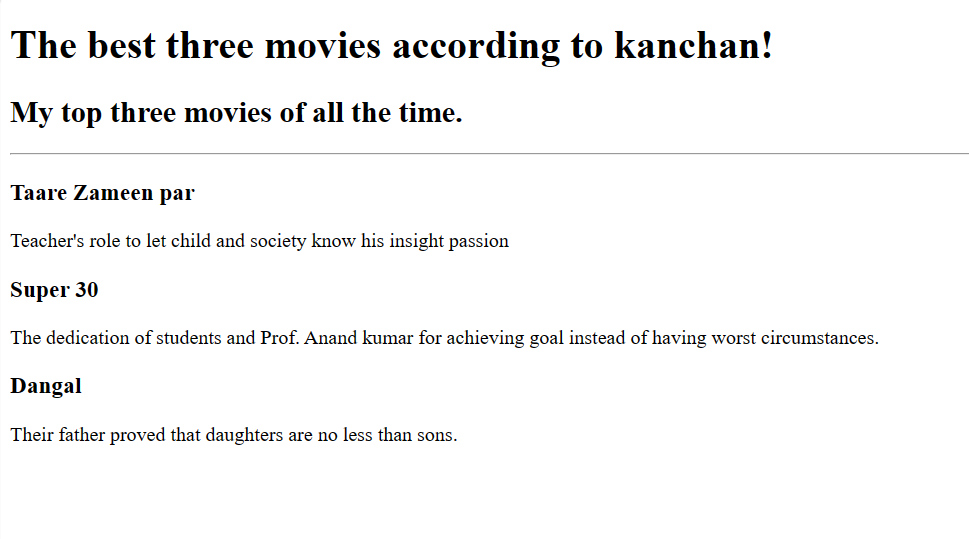 The best three movies according to kanchan!
My top three movies of all the time.
Taare Zameen par
Teacher's role to let child and society know his insight passion
Super 30
The dedication of students and Prof. Anand kumar for achieving goal instead of having worst circumstances.
Dangal
Their father proved that daughters are no less than sons.